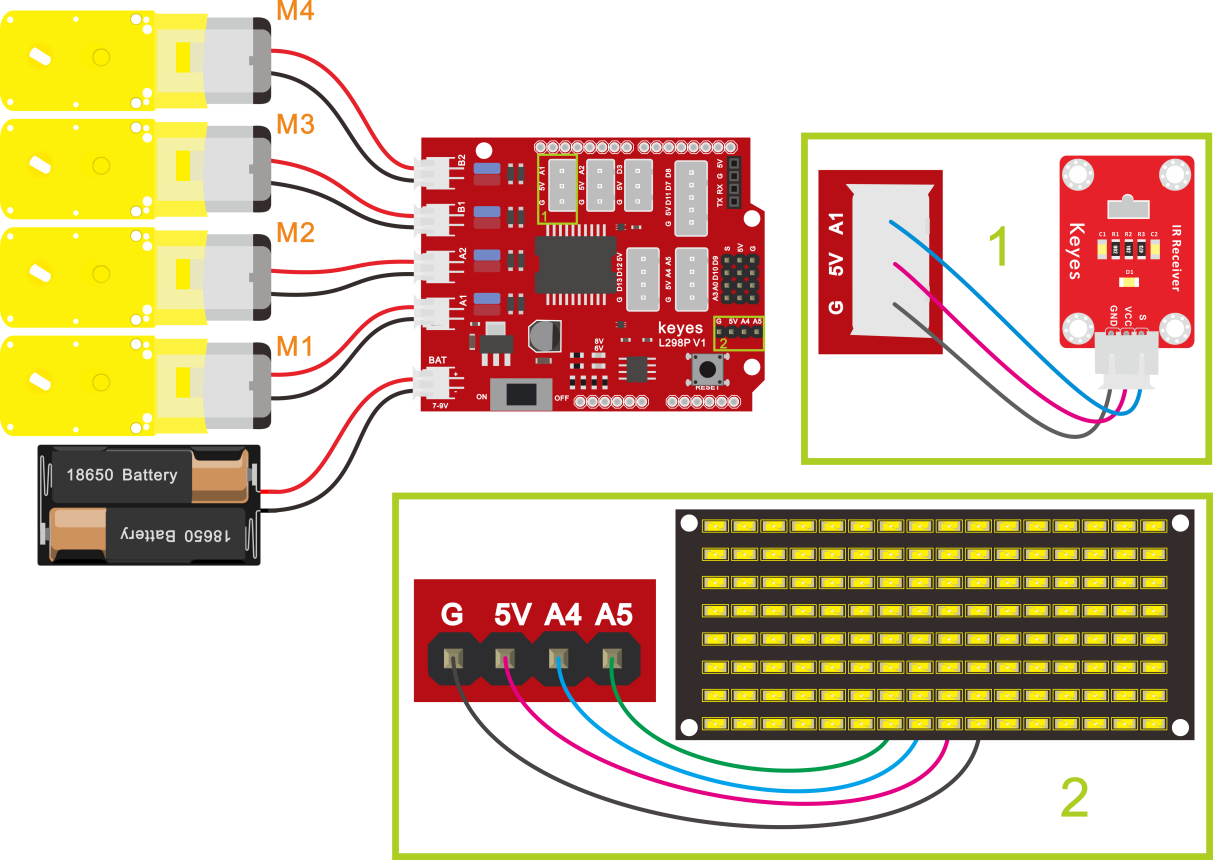 M4
M3
M2
M1
18650 Battery
18650 Battery
B2
B1
A2
A1
BAT
+
-
7-9V
ON
OFF
G 5V A1
1
G 5V A2
G 5V D3
G 5V D11 D7 D8
TX RX G 5V
G D13 D12 5V
G 5V A4 A5
S 5V G
A3 A0 D10 D9
keyes
L298P V1
8V
6V
G 5V A4 A5
2
RESET
G 5V A1
1
Keyes
IR Receiver
C1 R1 R2 R3 C2
D1
GND VCC S
G 5V A4 A5
2